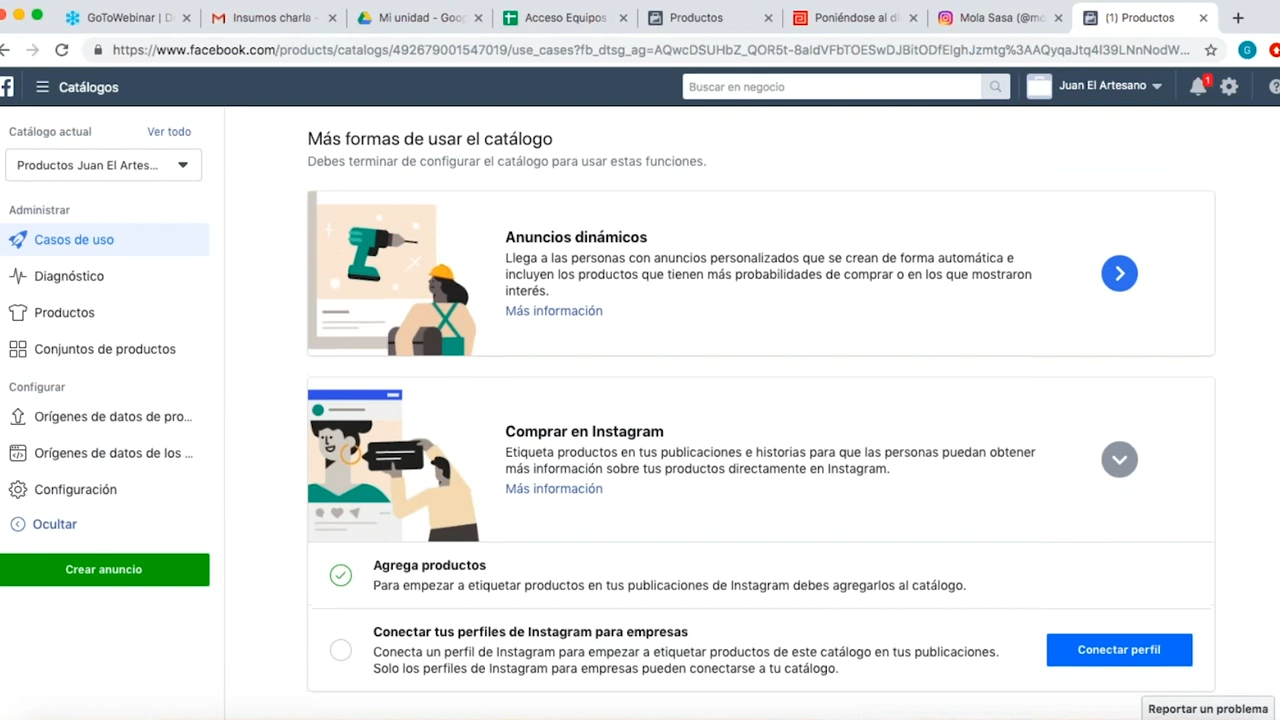 GoToWebinar | D
Insumos charla -
Mi unidad - Goog
Acceso Equipos
Productos
Poniéndose al dí
Mola Sasa (@mo
(1) Productos
https://www.facebook.com/products/catalogs/492679001547019/use_cases?fb_dtsg_ag=AQwcDSUHbZ_QOR5t-8aIdVFbTOESwDJBitODfElghJzmtg%3AAQyqaJtq4I39LNnNodW...
G
Catálogos
Buscar en negocio
Juan El Artesano
1
Catálogo actual
Ver todo
Productos Juan El Artes...
Administrar
Casos de uso
Diagnóstico
Productos
Conjuntos de productos
Configurar
Orígenes de datos de pro...
Orígenes de datos de los ...
Configuración
Ocultar
Crear anuncio
Más formas de usar el catálogo
Debes terminar de configurar el catálogo para usar estas funciones.
Anuncios dinámicos
Llega a las personas con anuncios personalizados que se crean de forma automática e
incluyen los productos que tienen más probabilidades de comprar o en los que mostraron
interés.
Más información
Comprar en Instagram
Etiqueta productos en tus publicaciones e historias para que las personas puedan obtener
más información sobre tus productos directamente en Instagram.
Más información
Agrega productos
Para empezar a etiquetar productos en tus publicaciones de Instagram debes agregarlos al catálogo.
Conectar tus perfiles de Instagram para empresas
Conecta un perfil de Instagram para empezar a etiquetar productos de este catálogo en tus publicaciones.
Solo los perfiles de Instagram para empresas pueden conectarse a tu catálogo.
Conectar perfil
Reportar un problema